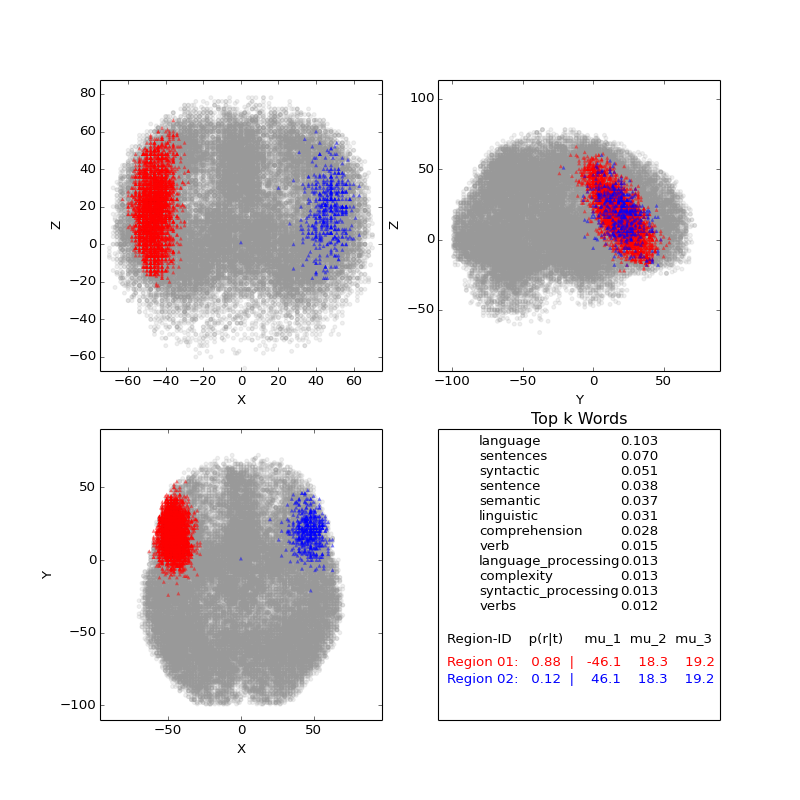 80
60
40
20
0
−20
−40
−60
Z
−60 −40 −20 0 20 40 60
X
100
50
0
−50
Z
−100 −50 0 50
Y
50
0
−50
−100
Y
−50 0 50
X
Top k Words
language 0.103
sentences 0.070
syntactic 0.051
sentence 0.038
semantic 0.037
linguistic 0.031
comprehension 0.028
verb 0.015
language_processing 0.013
complexity 0.013
syntactic_processing 0.013
verbs 0.012
Region-ID p(r|t) mu_1 mu_2 mu_3
Region 01: 0.88 | -46.1 18.3 19.2
Region 02: 0.12 | 46.1 18.3 19.2